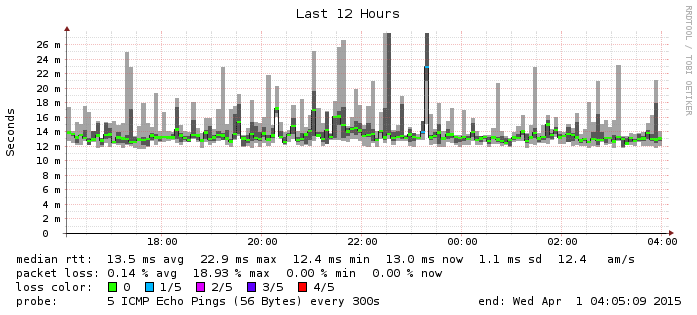 Last 12 Hours
RRDTOOL / TOBI OETIKER
Seconds
26 m
24 m
22 m
20 m
18 m
16 m
14 m
12 m
10 m
8 m
6 m
4 m
2 m
0
18:00 20:00 22:00 00:00 02:00 04:00
median rtt: 13.5 ms avg 22.9 ms max 12.4 ms min 13.0 ms now 1.1 ms sd 12.4 am/s
packet loss: 0.14 % avg 18.93 % max 0.00 % min 0.00 % now
loss color: 0 1/5 2/5 3/5 4/5
probe: 5 ICMP Echo Pings (56 Bytes) every 300s end: Wed Apr 1 04:05:09 2015